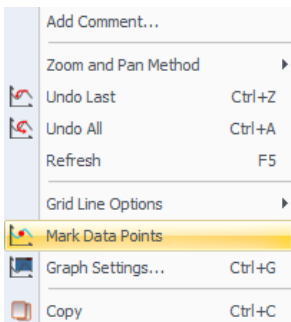 Add Comment...
Zoom and Pan Method
Undo Last Ctrl+Z
Undo All Ctrl+A
Refresh F5
Grid Line Options
Mark Data Points
Graph Settings... Ctrl+G
Copy Ctrl+C